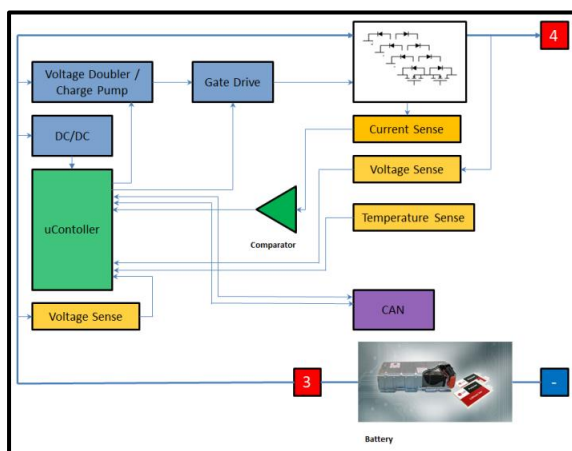 4
Voltage Doubler /
Charge Pump
Gate Drive
DC/DC
Current Sense
Voltage Sense
uContoller
Temperature Sense
Comparator
Voltage Sense
CAN
3
-
Battery